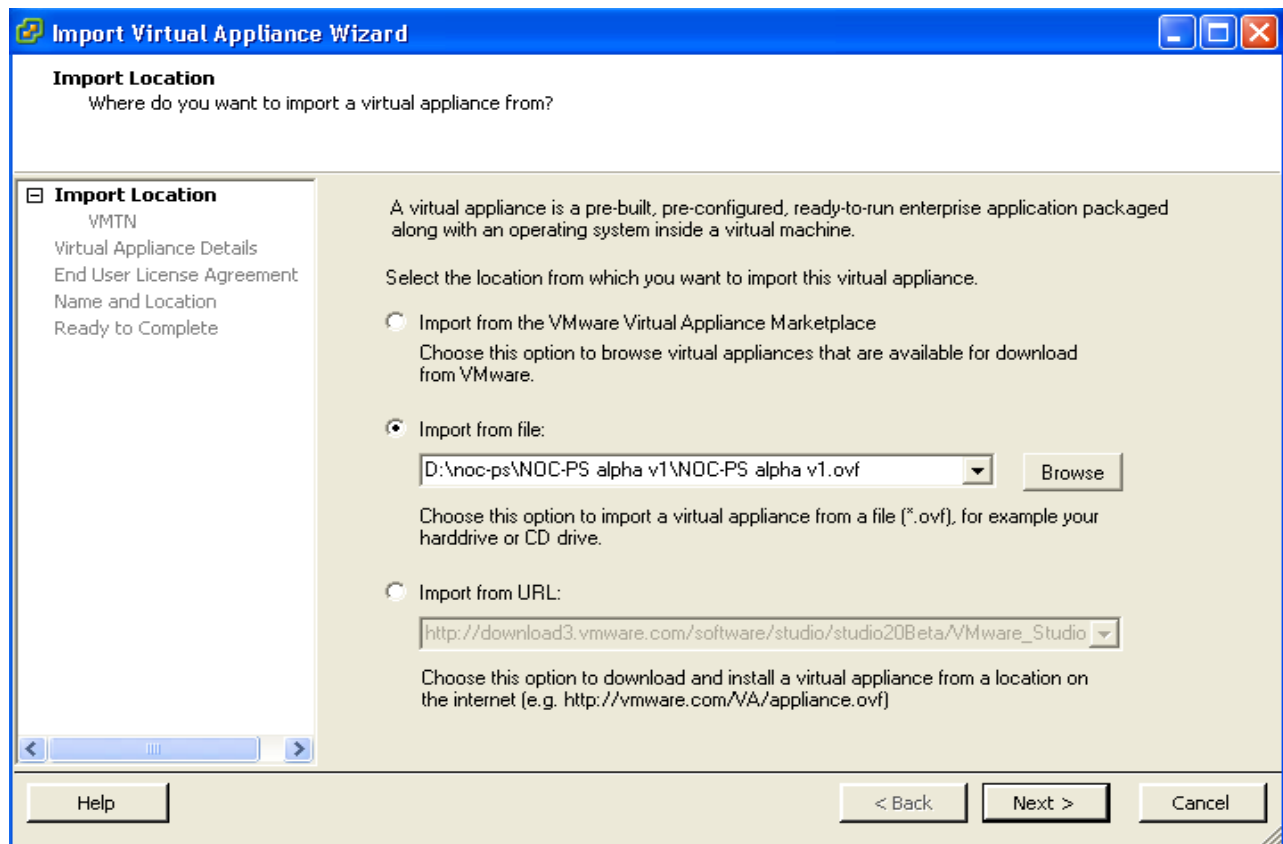 Import Virtual Appliance Wizard
Import Location
Where do you want to import a virtual appliance from?
Import Location
VMTN
Virtual Appliance Details
End User License Agreement
Name and Location
Ready to Complete
A virtual appliance is a pre-built, pre-configured, ready-to-run enterprise application packaged
along with an operating system inside a virtual machine.
Select the location from which you want to import this virtual appliance.
Import from the VMware Virtual Appliance Marketplace
Choose this option to browse virtual appliances that are available for download
from VMware.
Import from file:
D:\noc-ps\NOC-PS alpha v1\NOC-PS alpha v1.ovf
Browse
Choose this option to import a virtual appliance from a file (*.ovf), for example your
harddrive or CD drive.
Import from URL:
http://download3.vmware.com/software/studio/studio20Beta/VMware_Studio
Choose this option to download and install a virtual appliance from a location on
the internet (e.g. http://vmware.com/VA/appliance.ovf)
Help
< Back
Next >
Cancel